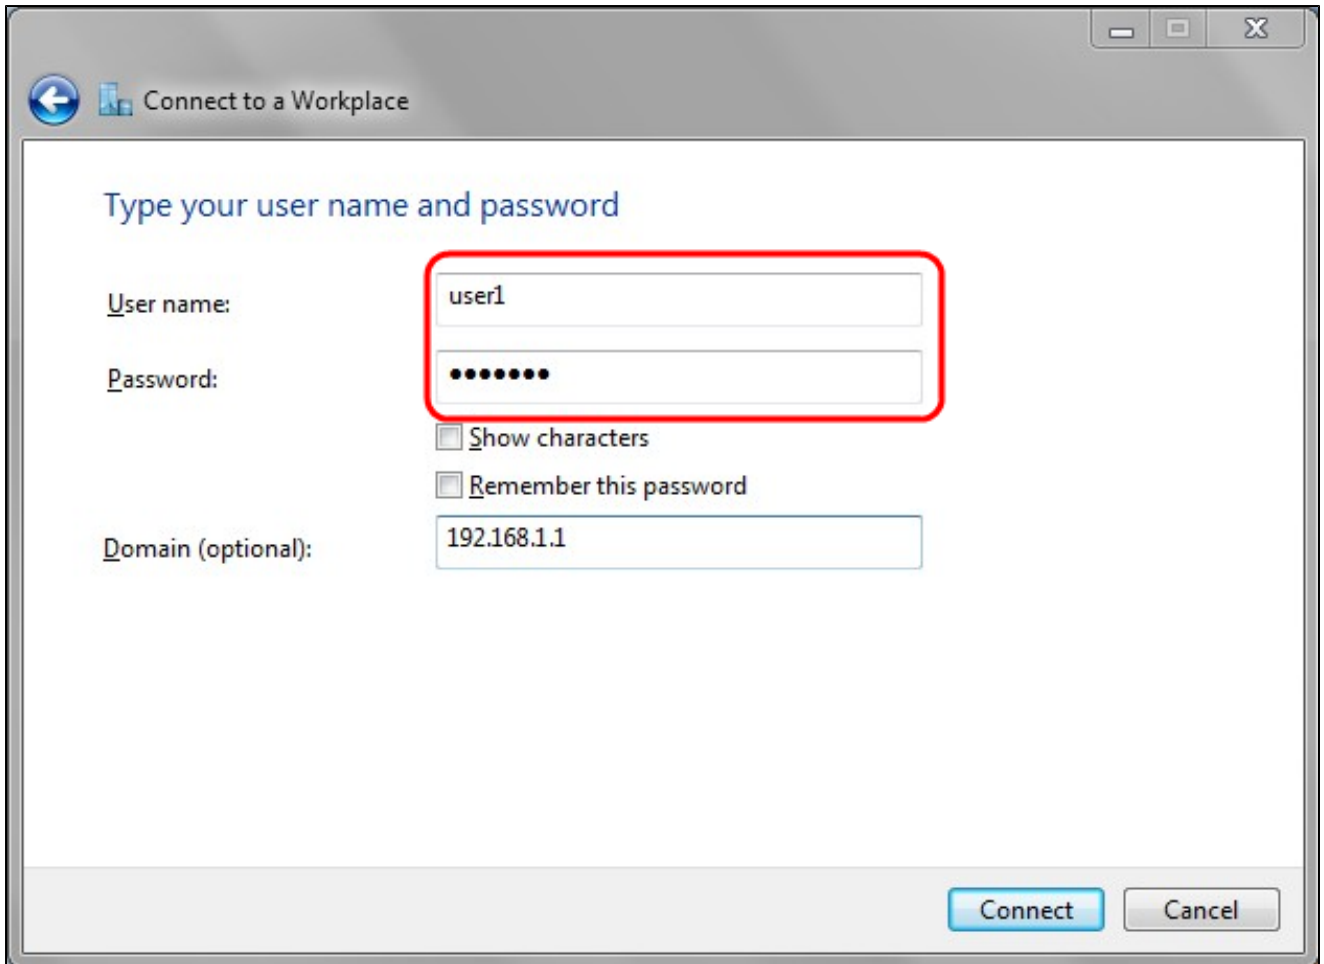 Connect to a Workplace
Type your user name and password
User name: user1
Password: •••••••
Show characters
Remember this password
Domain (optional): 192.168.1.1
Connect Cancel